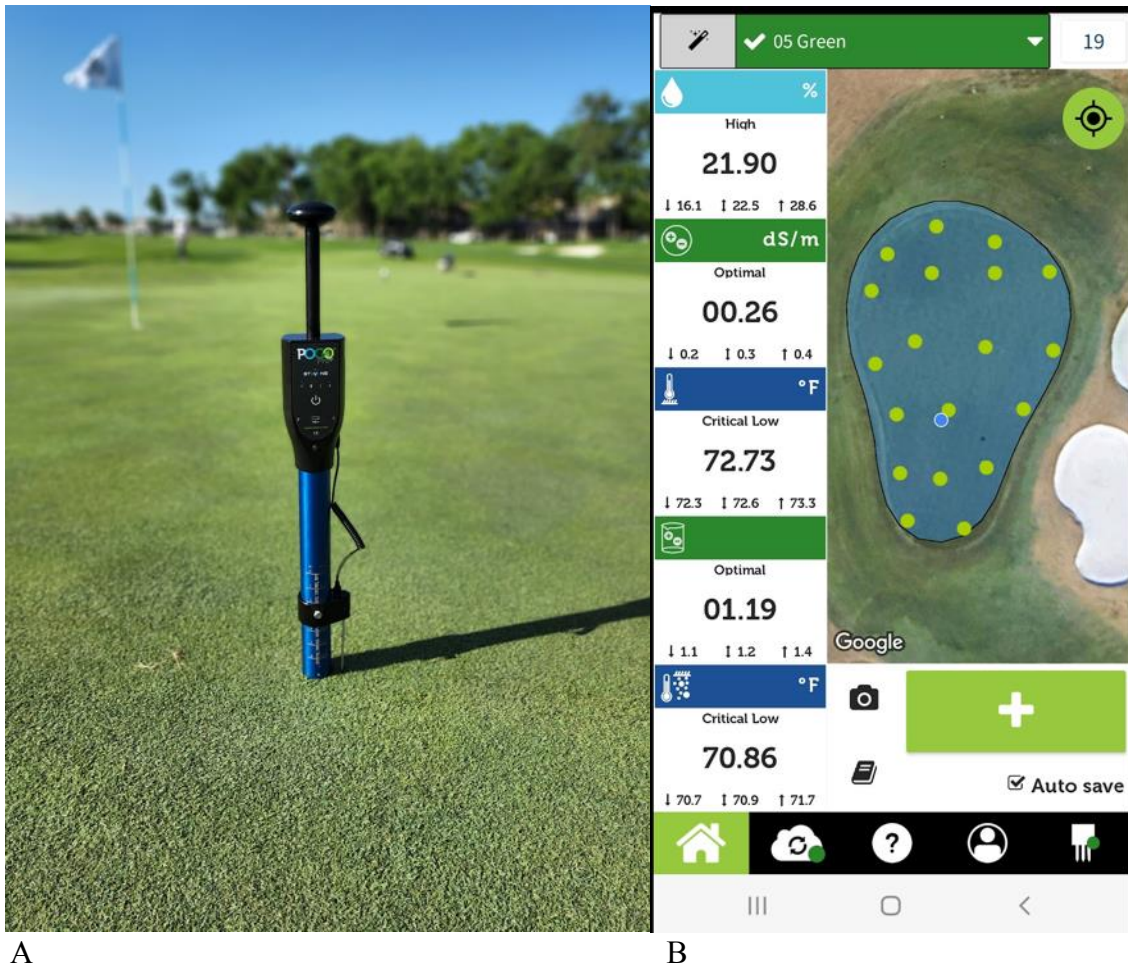 POGO
05 Green
19
%
High
21.90
↓ 16.1 ↕ 22.5 ↑ 28.6
dS/m
Optimal
00.26
↓ 0.2 ↕ 0.3 ↑ 0.4
°F
Critical Low
72.73
↓ 72.3 ↕ 72.6 ↑ 73.3
Optimal
01.19
↓ 1.1 ↕ 1.2 ↑ 1.4
°F
Critical Low
70.86
↓ 70.7 ↕ 70.9 ↑ 71.7
Google
Auto save
A
B